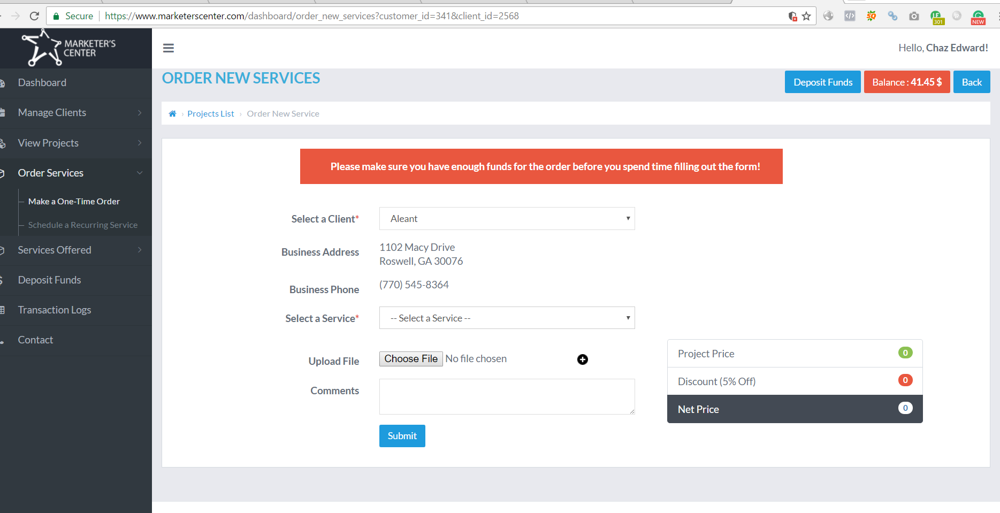 Secure https://www.marketerscenter.com/dashboard/order_new_services?customer_id=341&client_id=2568
301
NEW
MARKETER'S
CENTER
Hello, Chaz Edward!
Dashboard
Manage Clients
View Projects
Order Services
Make a One-Time Order
Schedule a Recurring Service
Services Offered
Deposit Funds
Transaction Logs
Contact
ORDER NEW SERVICES
Deposit Funds
Balance : 41.45 $
Back
Projects List › Order New Service
Please make sure you have enough funds for the order before you spend time filling out the form!
Select a Client* Aleant
Business Address 1102 Macy Drive
Roswell, GA 30076
Business Phone (770) 545-8364
Select a Service* -- Select a Service --
Upload File Choose File No file chosen
Comments
Submit
Project Price 0
Discount (5% Off) 0
Net Price 0